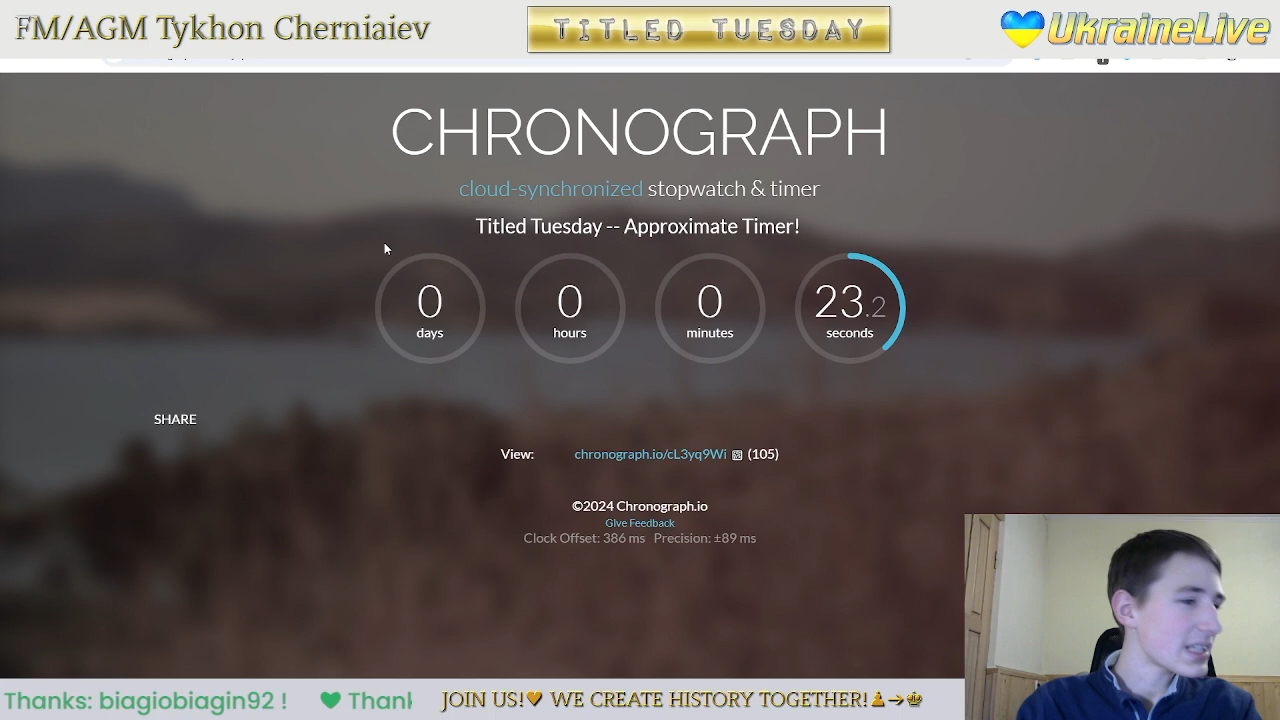 FM/AGM Tykhon Cherniaiev
TITLED TUESDAY
UkraineLive
CHRONOGRAPH
cloud-synchronized stopwatch & timer
Titled Tuesday -- Approximate Timer!
0 days
0 hours
0 minutes
23.2 seconds
SHARE
View: chronograph.io/cL3yq9Wi (105)
©2024 Chronograph.io
Give Feedback
Clock Offset: 386 ms Precision: ±89 ms
Thanks: biagiobiagin92 ! 💚 Thank
JOIN US!🧡 WE CREATE HISTORY TOGETHER!♟→♚